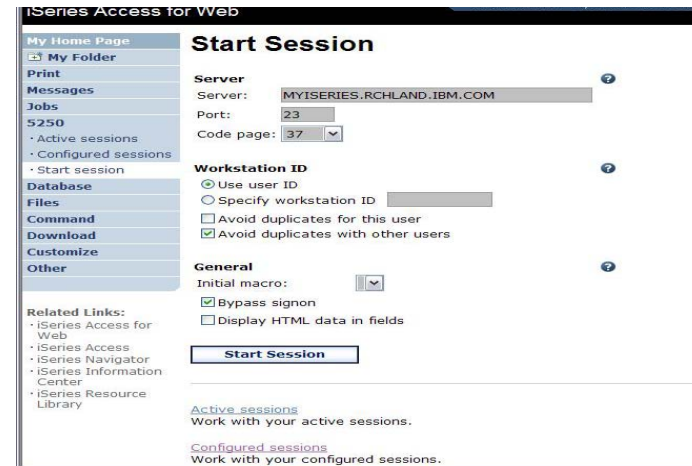 iSeries Access for Web
My Home Page
My Folder
Print
Messages
Jobs
5250
· Active sessions
· Configured sessions
· Start session
Database
Files
Command
Download
Customize
Other
Related Links:
· iSeries Access for
Web
· iSeries Access
· iSeries Navigator
· iSeries Information
Center
· iSeries Resource
Library
Start Session
Server
Server: MYISERIES.RCHLAND.IBM.COM
Port: 23
Code page: 37
Workstation ID
Use user ID
Specify workstation ID
Avoid duplicates for this user
Avoid duplicates with other users
General
Initial macro:
Bypass signon
Display HTML data in fields
Start Session
Active sessions
Work with your active sessions.
Configured sessions
Work with your configured sessions.